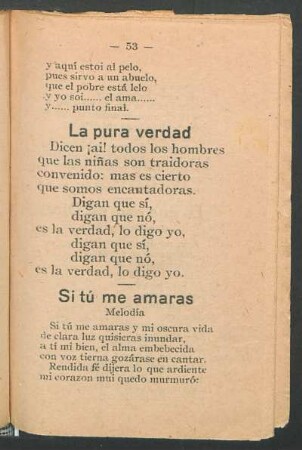 — 53 —
y aquí estoi al pelo,
pues sirvo a un abuelo,
que el pobre está lelo
y yo soi...... el ama......
y...... punto final.
La pura verdad
Dicen ¡ai! todos los hombres
que las niñas son traidoras
convenido: mas es cierto
que somos encantadoras.
Digan que sí,
digan que nó,
es la verdad, lo digo yo,
digan que sí,
digan que nó,
es la verdad, lo digo yo.
Si tú me amaras
Melodía
Si tú me amaras y mi oscura vida
de clara luz quisieras inundar,
a tí mi bien, el alma embebecida
con voz tierna gozárase en cantar.
Rendida fé dijera lo que ardiente
mi corazon mui quedo murmuró: